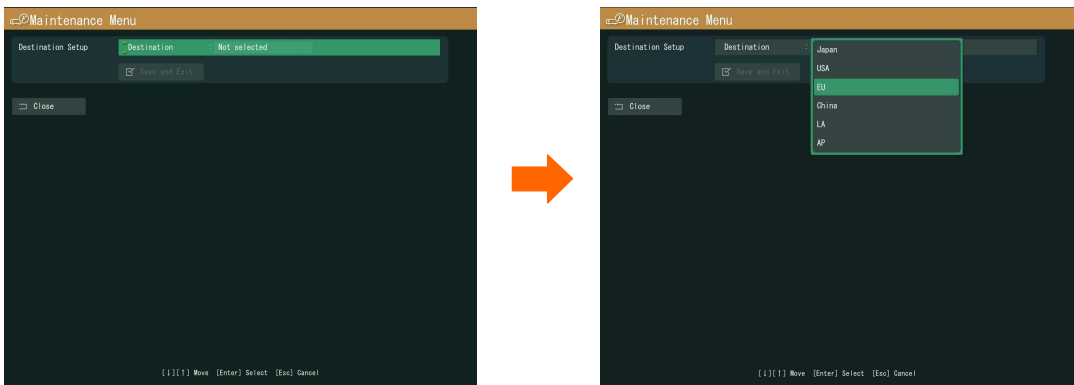 Maintenance Menu
Destination Setup Destination : Not selected
Save and Exit
Close
[↓][↑] Move [Enter] Select [Esc] Cancel
Maintenance Menu
Destination Setup Destination :
Japan
USA
EU
China
LA
AP
Save and Exit
Close
[↓][↑] Move [Enter] Select [Esc] Cancel